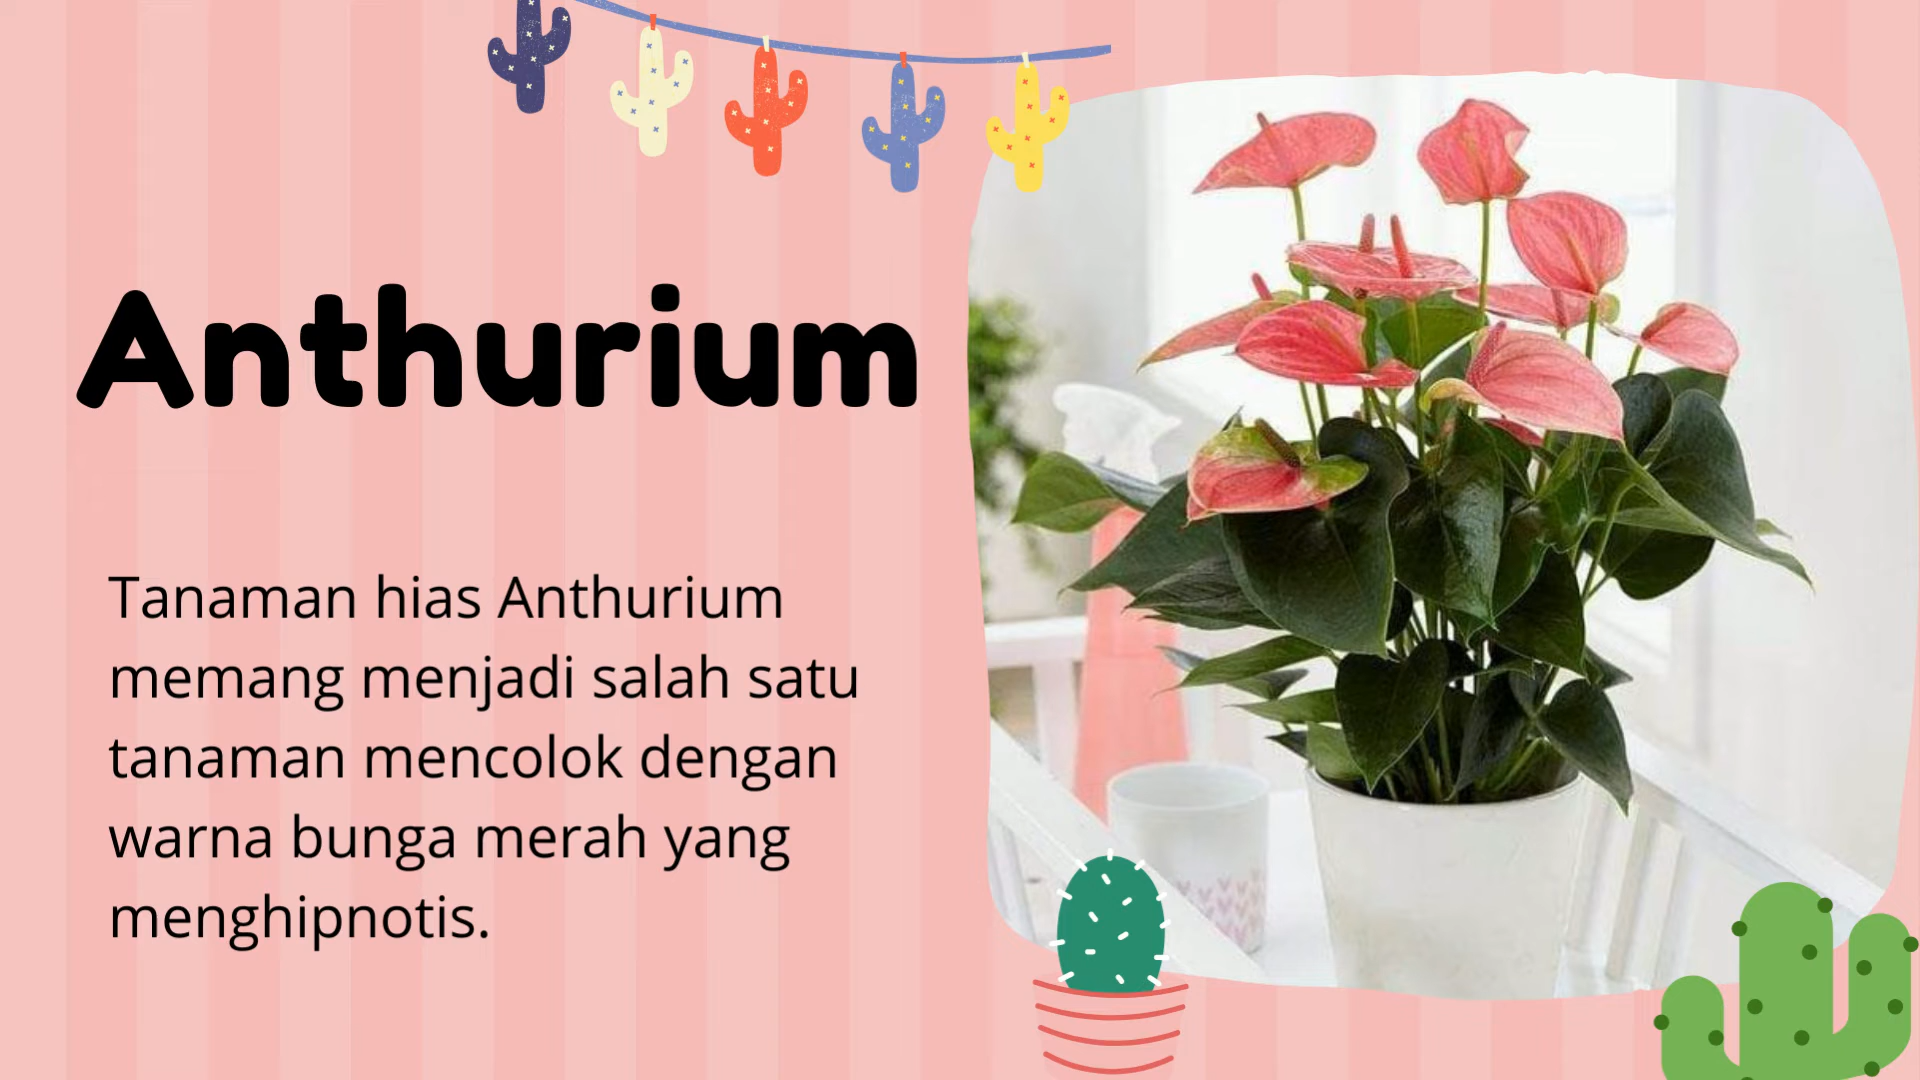 Anthurium
Tanaman hias Anthurium
memang menjadi salah satu
tanaman mencolok dengan
warna bunga merah yang
menghipnotis.